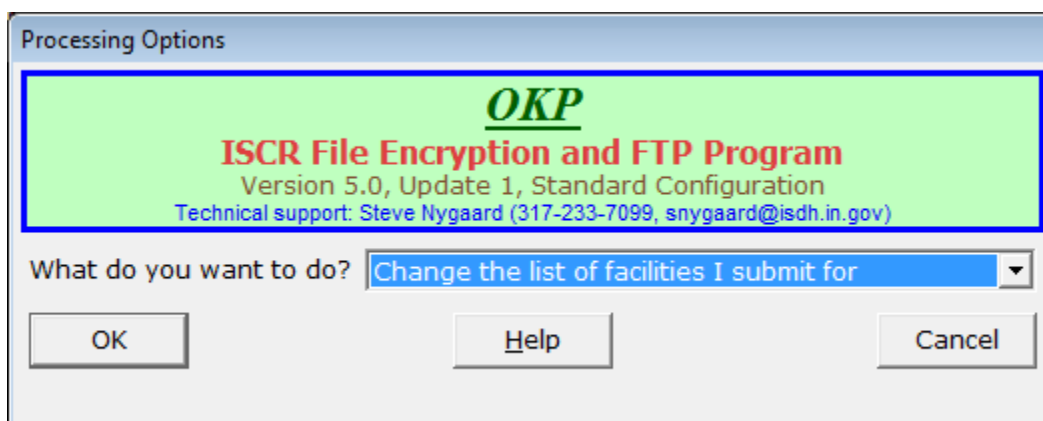 Processing Options
OKP
ISCR File Encryption and FTP Program
Version 5.0, Update 1, Standard Configuration
Technical support: Steve Nygaard (317-233-7099, snygaard@isdh.in.gov)
What do you want to do? Change the list of facilities I submit for
OK Help Cancel